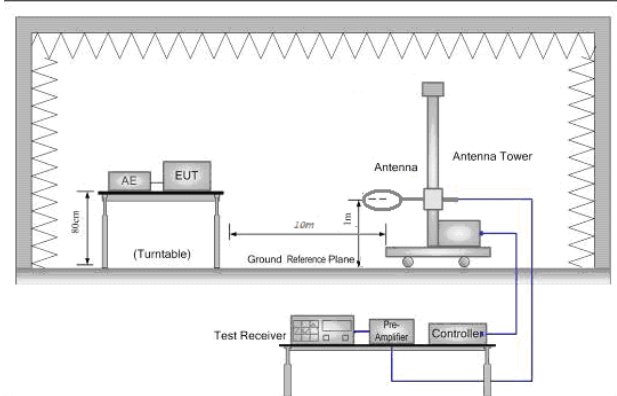 Antenna
Antenna Tower
AE
EUT
80cm
1m
10m
(Turntable)
Ground Reference Plane
Test Receiver
Pre-
Amplifier
Controller